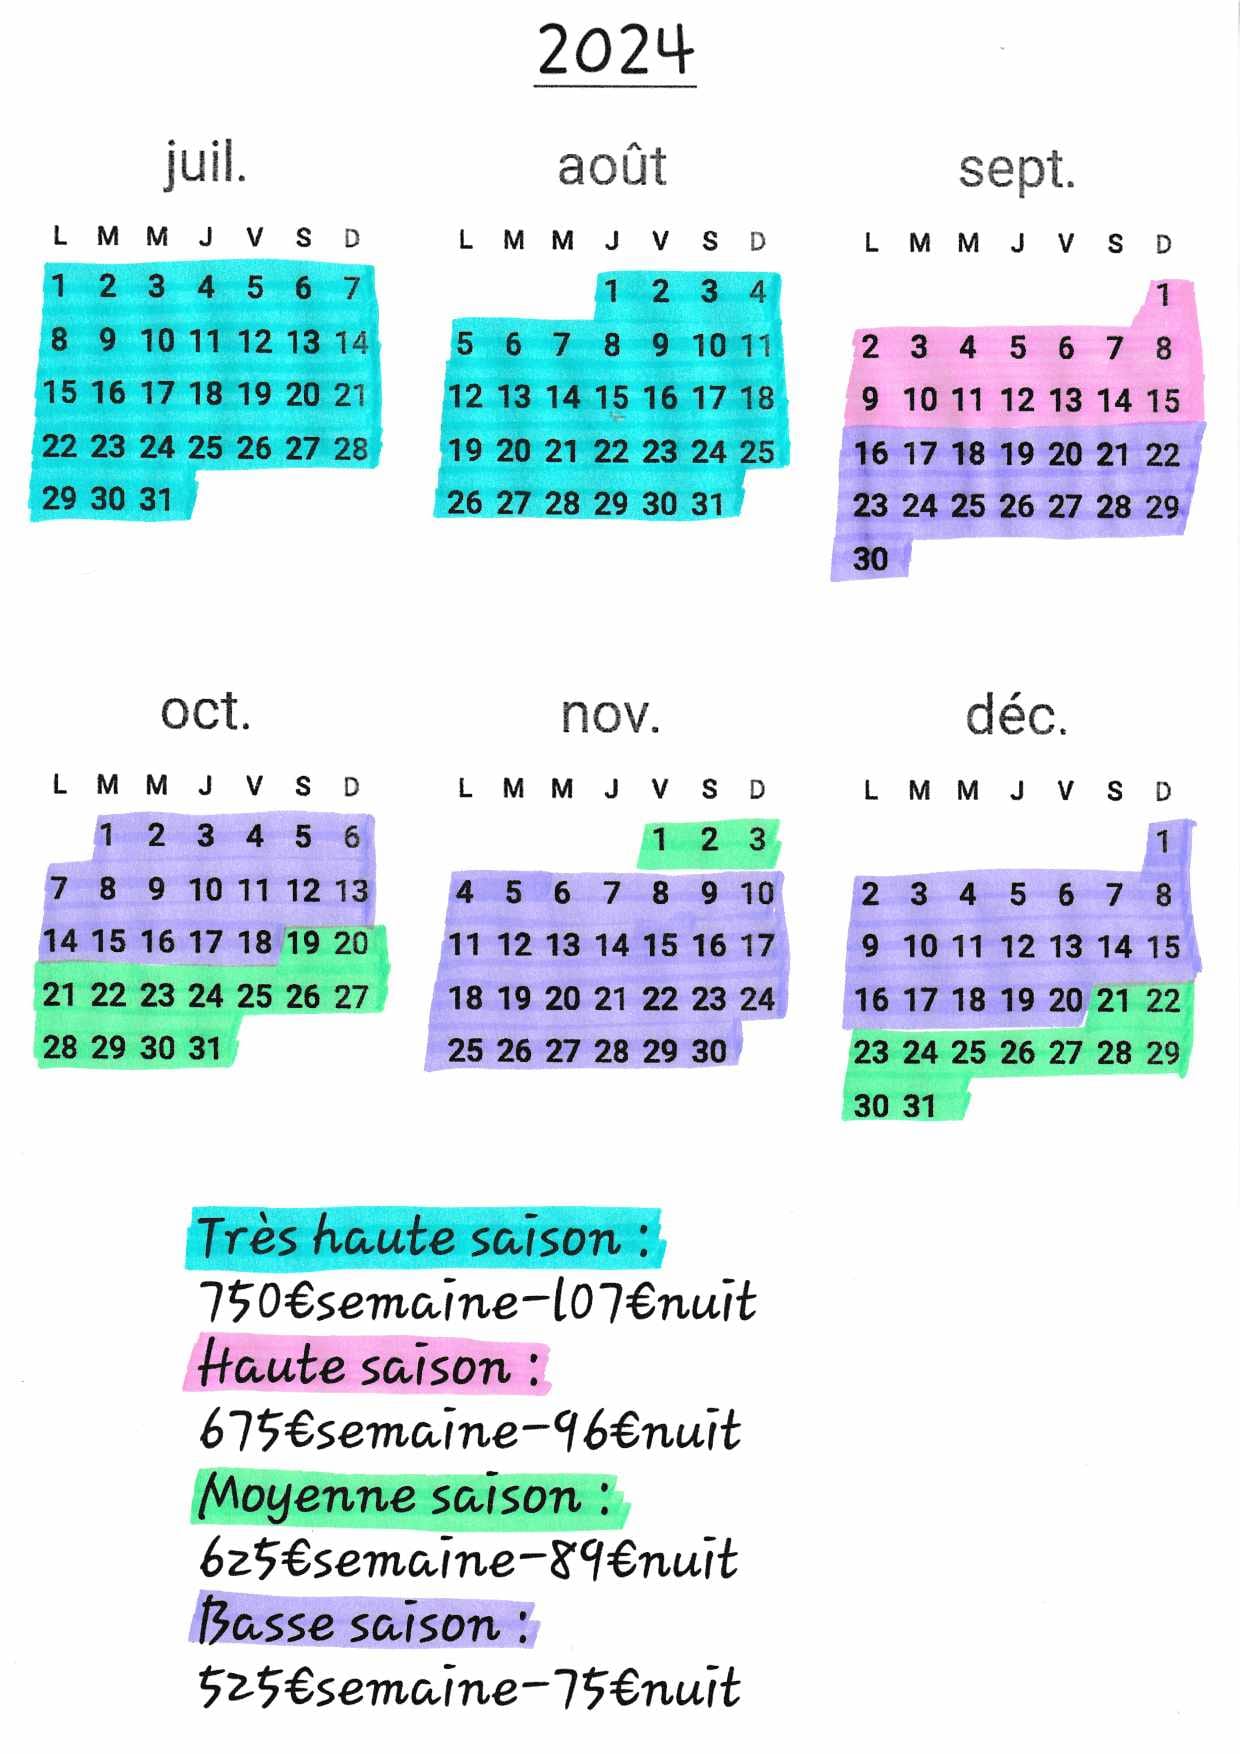 2024
juil. août sept.
L M M J V S D L M M J V S D L M M J V S D
1 2 3 4 5 6 7 1 2 3 4 1
8 9 10 11 12 13 14 5 6 7 8 9 10 11 2 3 4 5 6 7 8
15 16 17 18 19 20 21 12 13 14 15 16 17 18 9 10 11 12 13 14 15
22 23 24 25 26 27 28 19 20 21 22 23 24 25 16 17 18 19 20 21 22
29 30 31 26 27 28 29 30 31 23 24 25 26 27 28 29
30
oct. nov. déc.
L M M J V S D L M M J V S D L M M J V S D
1 2 3 4 5 6 1 2 3 1
7 8 9 10 11 12 13 4 5 6 7 8 9 10 2 3 4 5 6 7 8
14 15 16 17 18 19 20 11 12 13 14 15 16 17 9 10 11 12 13 14 15
21 22 23 24 25 26 27 18 19 20 21 22 23 24 16 17 18 19 20 21 22
28 29 30 31 25 26 27 28 29 30 23 24 25 26 27 28 29
30 31
Très haute saison :
750€semaine-107€nuit
Haute saison :
675€semaine-96€nuit
Moyenne saison :
625€semaine-89€nuit
Basse saison :
525€semaine-75€nuit